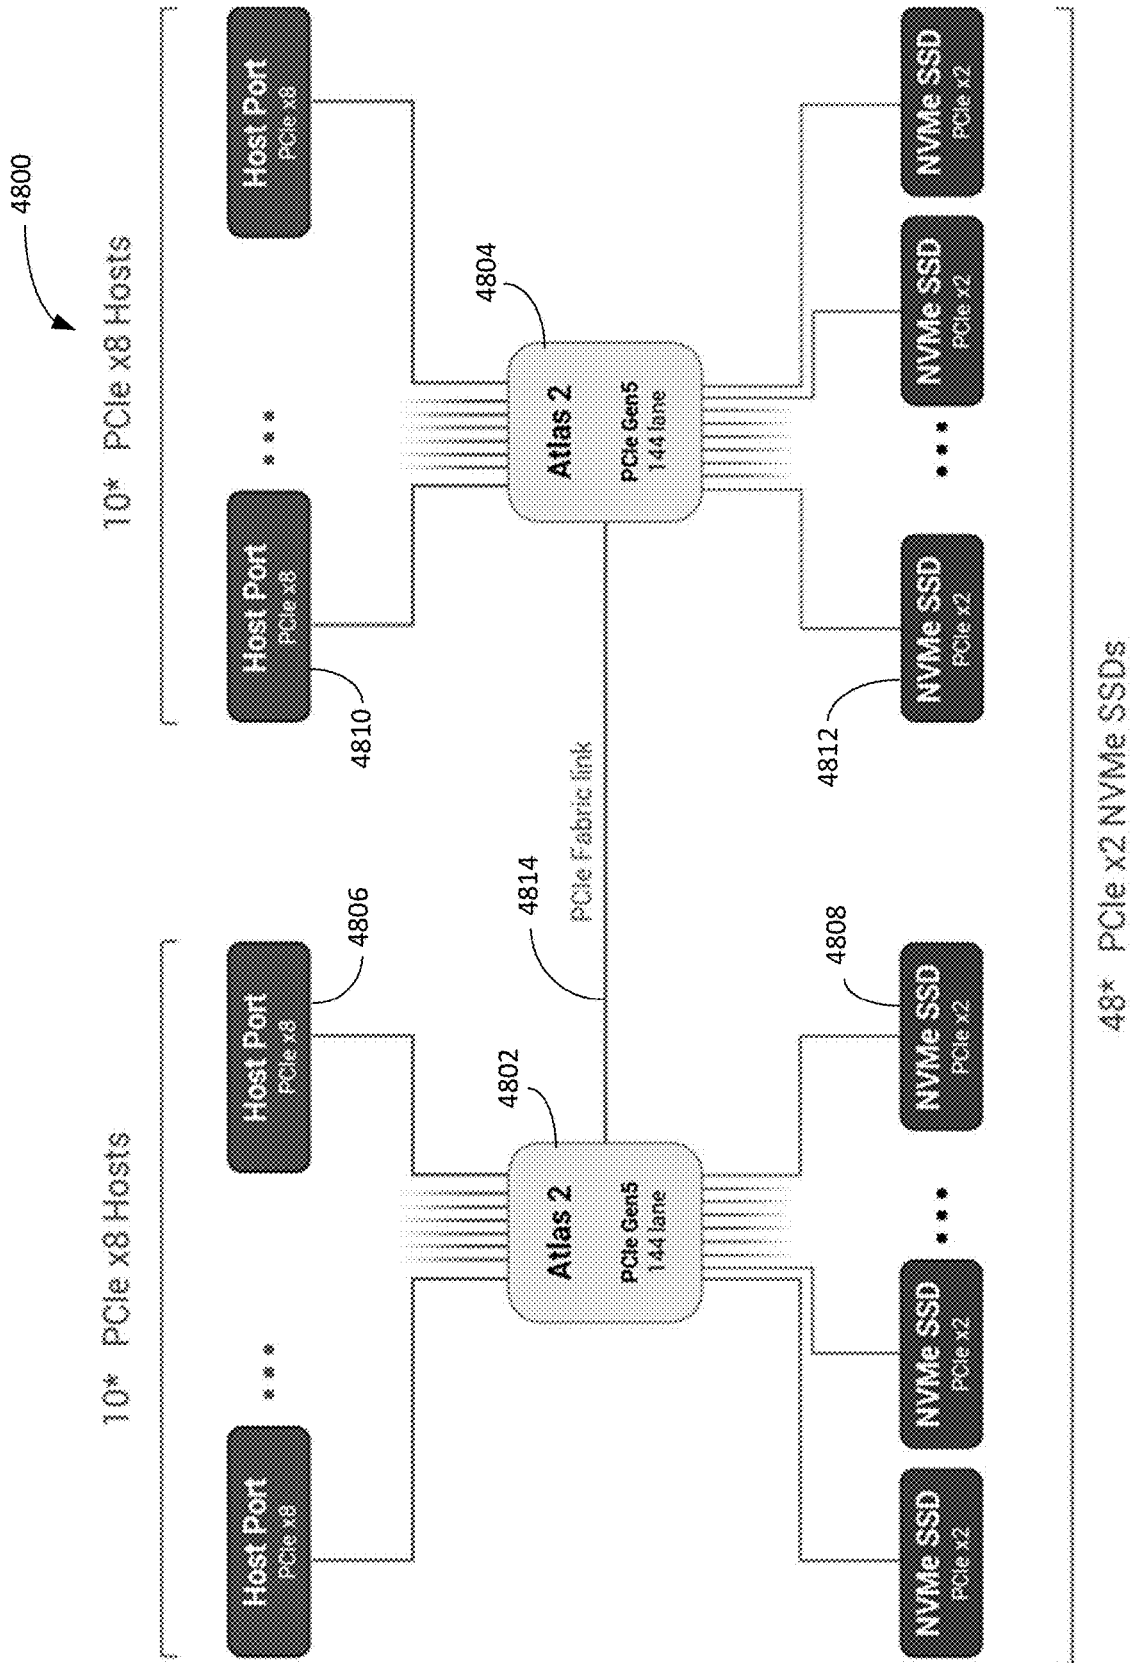 4800
10* PCIe x8 Hosts
10* PCIe x8 Hosts
Host Port
PCIe x8
•••
Host Port
PCIe x8
Host Port
PCIe x8
•••
Host Port
PCIe x8
4806
4810
4802
4804
Atlas 2
PCIe Gen5
144 lane
4814
PCIe Fabric link
Atlas 2
PCIe Gen5
144 lane
4808
4812
NVMe SSD
PCIe x2
NVMe SSD
PCIe x2
•••
NVMe SSD
PCIe x2
NVMe SSD
PCIe x2
•••
NVMe SSD
PCIe x2
NVMe SSD
PCIe x2
48* PCIe x2 NVMe SSDs